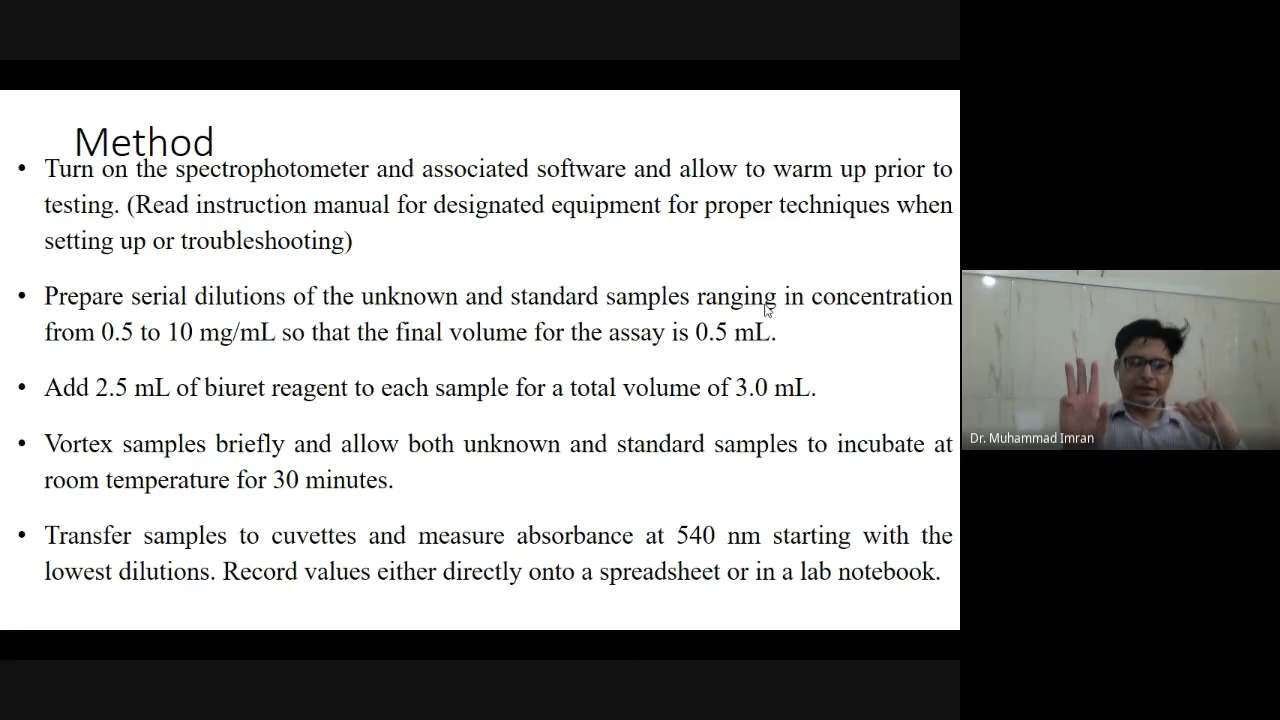 Method
• Turn on the spectrophotometer and associated software and allow to warm up prior to
testing. (Read instruction manual for designated equipment for proper techniques when
setting up or troubleshooting)
• Prepare serial dilutions of the unknown and standard samples ranging in concentration
from 0.5 to 10 mg/mL so that the final volume for the assay is 0.5 mL.
• Add 2.5 mL of biuret reagent to each sample for a total volume of 3.0 mL.
• Vortex samples briefly and allow both unknown and standard samples to incubate at
room temperature for 30 minutes.
• Transfer samples to cuvettes and measure absorbance at 540 nm starting with the
lowest dilutions. Record values either directly onto a spreadsheet or in a lab notebook.
Dr. Muhammad Imran